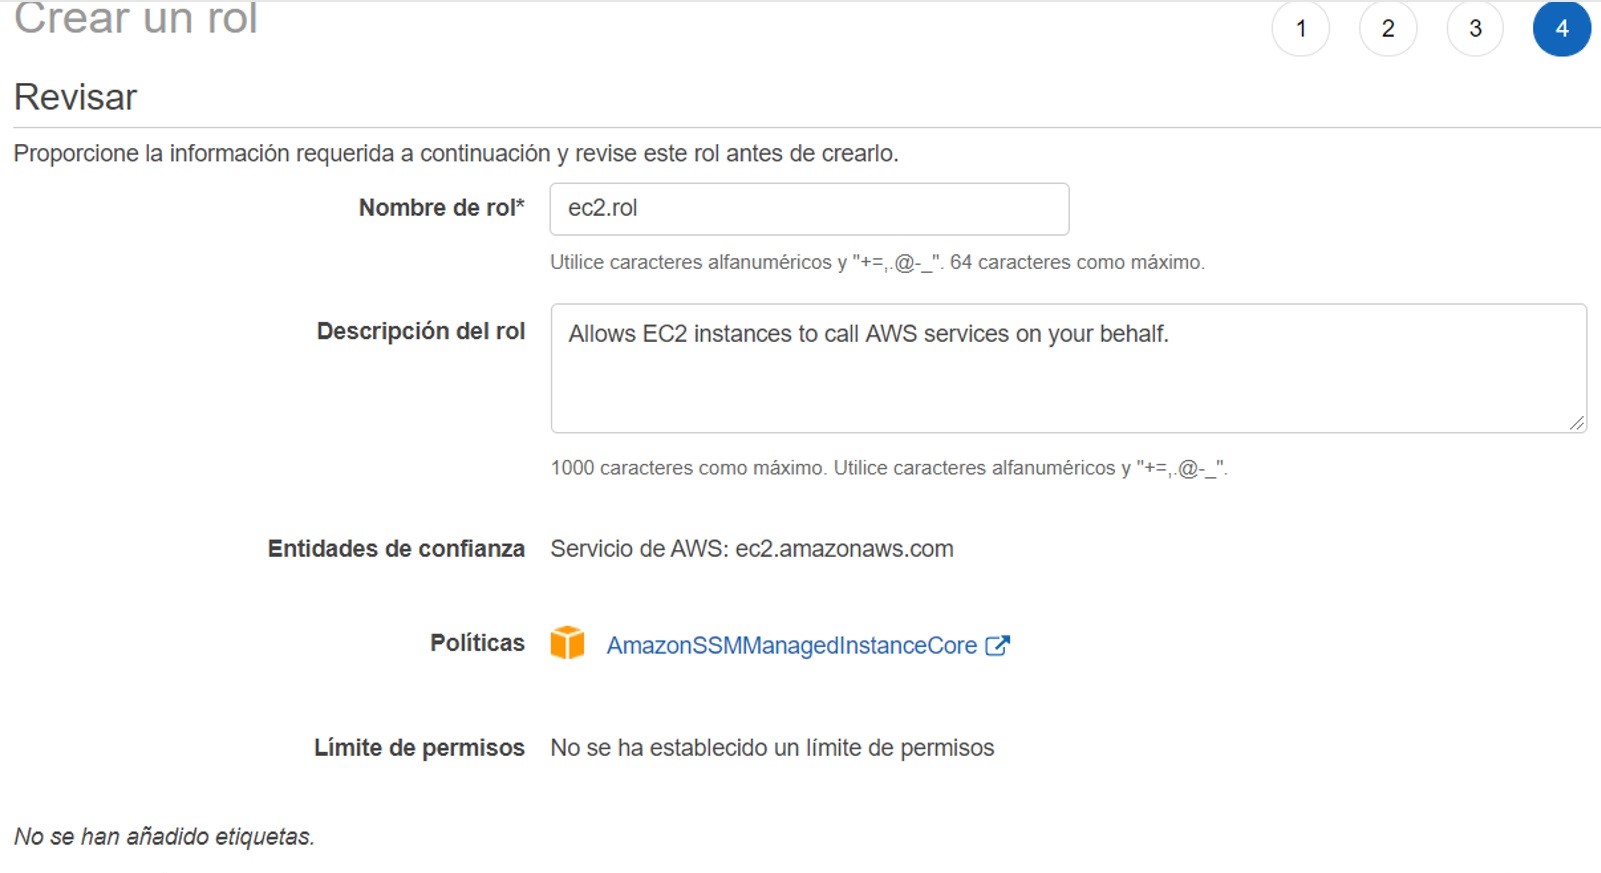 Crear un rol
1 2 3 4
Revisar
Proporcione la información requerida a continuación y revise este rol antes de crearlo.
Nombre de rol* ec2.rol
Utilice caracteres alfanuméricos y "+=,.@-_". 64 caracteres como máximo.
Descripción del rol Allows EC2 instances to call AWS services on your behalf.
1000 caracteres como máximo. Utilice caracteres alfanuméricos y "+=,.@-_".
Entidades de confianza Servicio de AWS: ec2.amazonaws.com
Políticas AmazonSSMManagedInstanceCore
Límite de permisos No se ha establecido un límite de permisos
No se han añadido etiquetas.